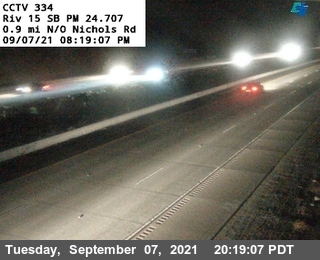 CCTV 334
Riv 15 SB PM 24.707
0.9 mi N/O Nichols Rd
09/07/21 08:19:07 PM
Tuesday, September 07, 2021 20:19:07 PDT